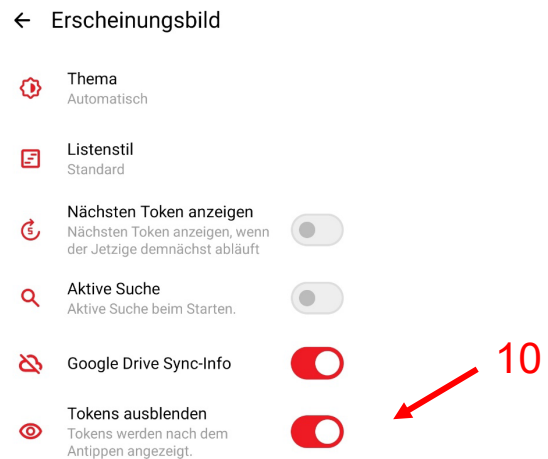 Erscheinungsbild
Thema
Automatisch
Listenstil
Standard
Nächsten Token anzeigen
Nächsten Token anzeigen, wenn
der Jetzige demnächst abläuft
5
Aktive Suche
Aktive Suche beim Starten.
Google Drive Sync-Info
10
Tokens ausblenden
Tokens werden nach dem
Antippen angezeigt.